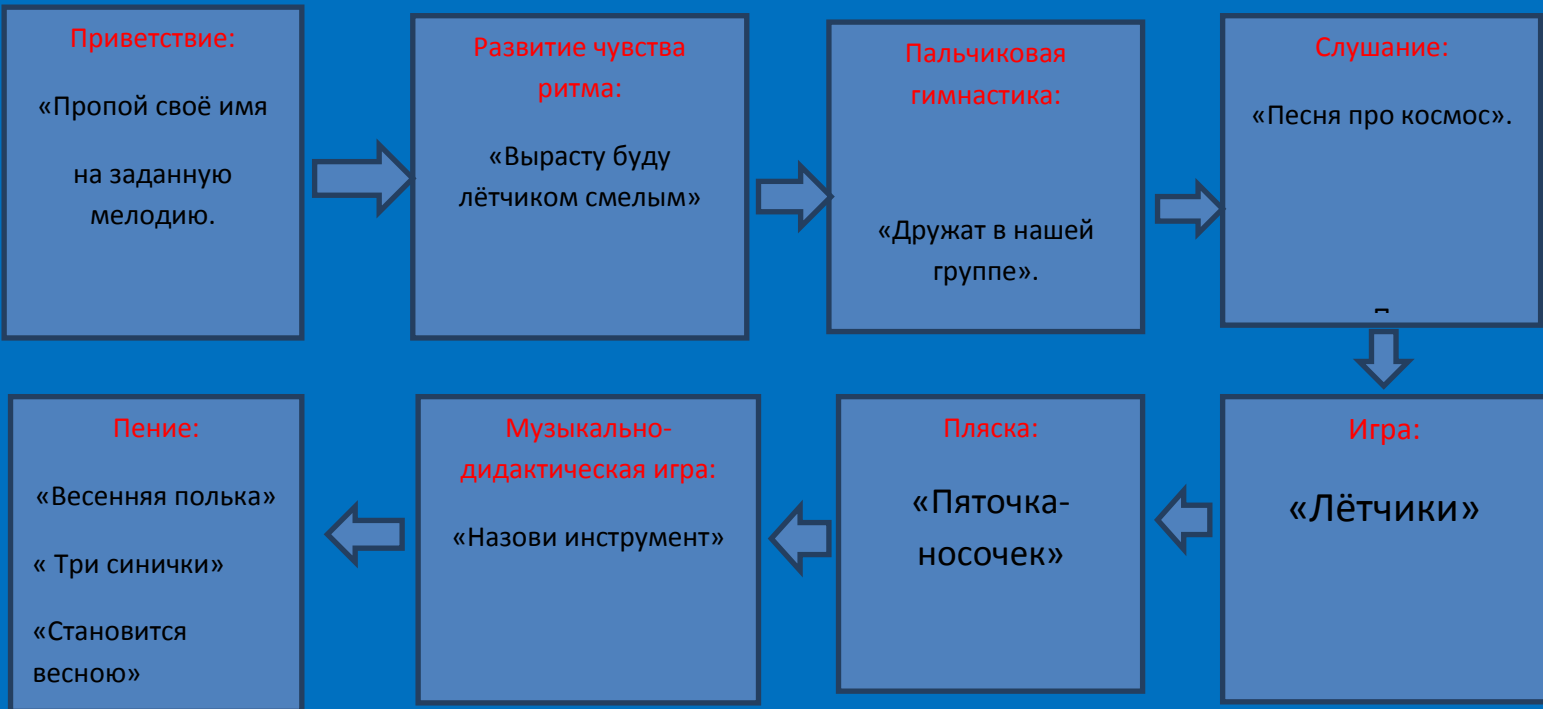 Приветствие:
«Пропой своё имя
на заданную
мелодию.
Развитие чувства
ритма:
«Вырасту буду
лётчиком смелым»
Пальчиковая
гимнастика:
«Дружат в нашей
группе».
Слушание:
«Песня про космос».
Игра:
«Лётчики»
Пляска:
«Пяточка-
носочек»
Музыкально-
дидактическая игра:
«Назови инструмент»
Пение:
«Весенняя полька»
« Три синички»
«Становится
весною»